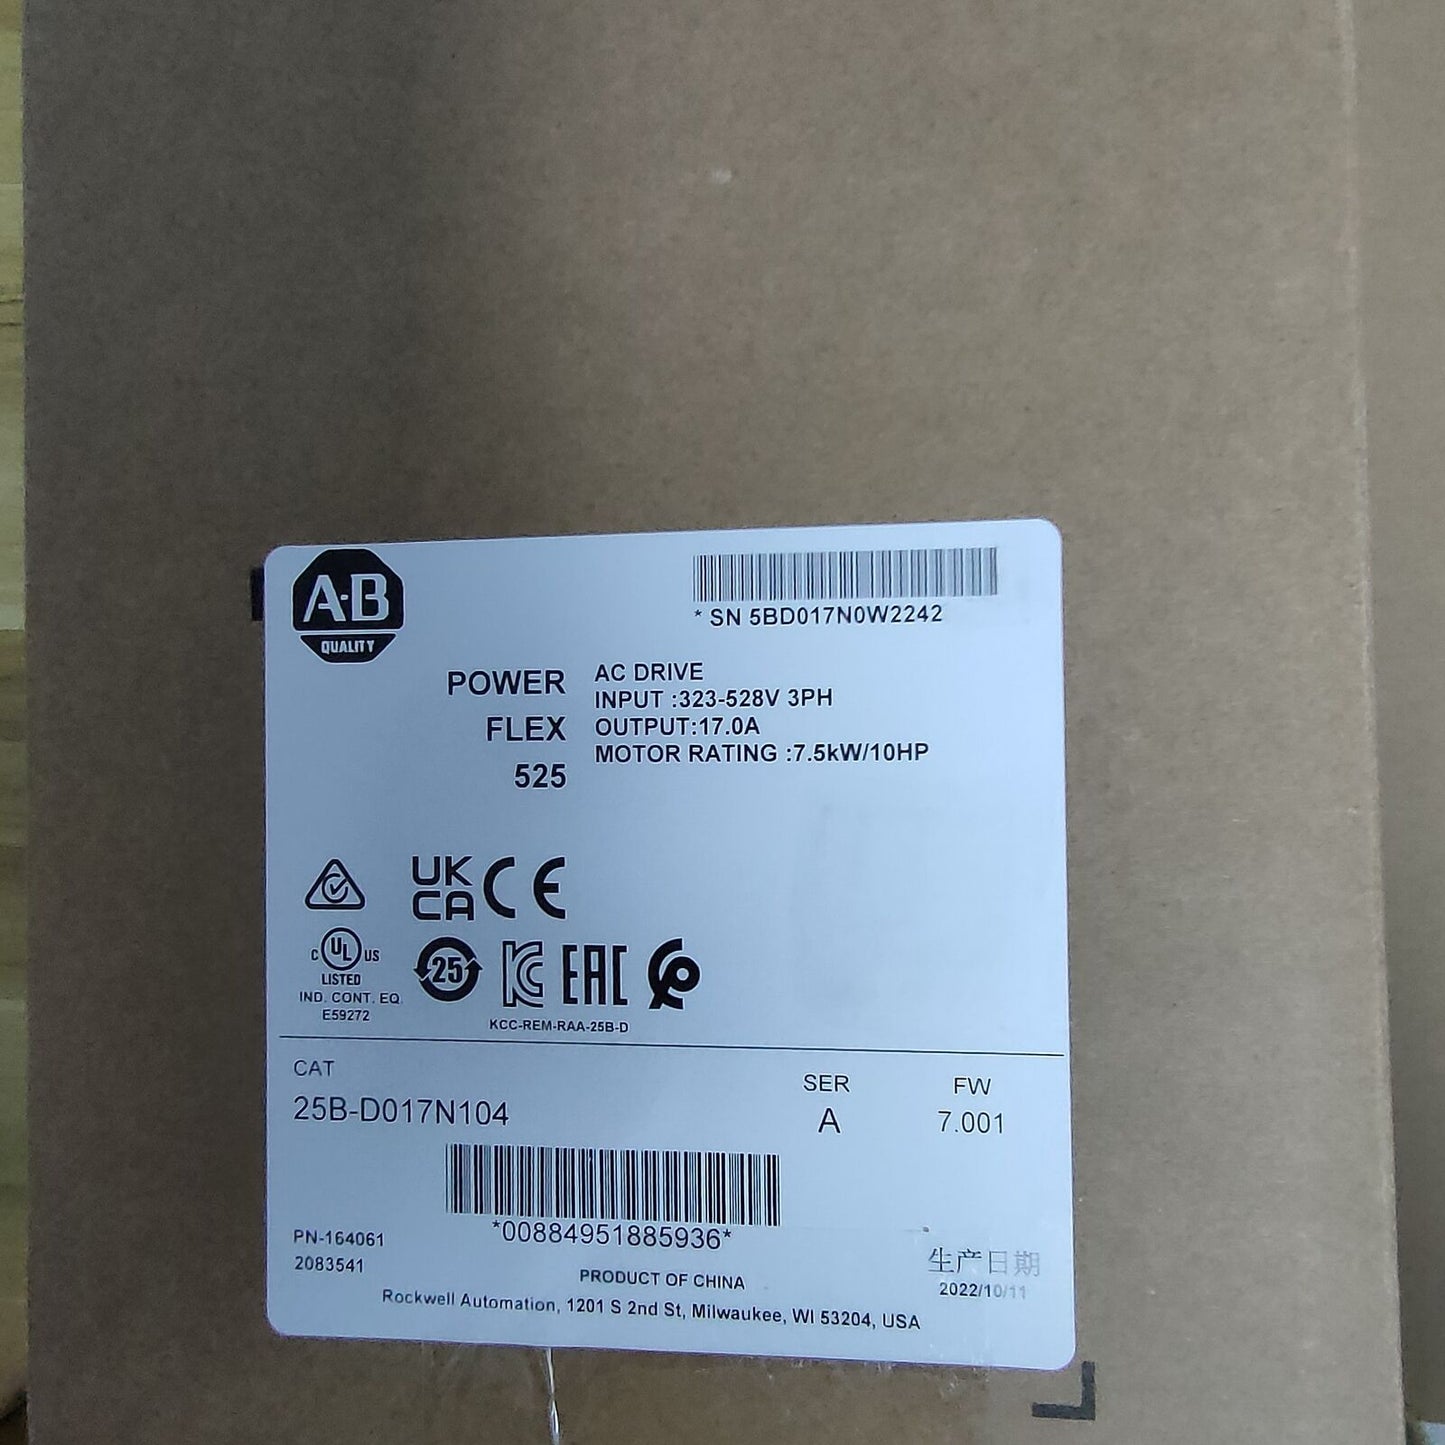 A·B
QUALITY
* SN 5BD017N0W2242
POWER
FLEX
525
AC DRIVE
INPUT :323-528V 3PH
OUTPUT:17.0A
MOTOR RATING :7.5kW/10HP
UK
CA
CE
C UL US
LISTED
IND. CONT. EQ.
E59272
25
KC
EAC
KCC-REM-RAA-25B-D
CAT
25B-D017N104
SER
A
FW
7.001
*00884951885936*
PN-164061
2083541
PRODUCT OF CHINA
生产日期
2022/10/11
Rockwell Automation, 1201 S 2nd St, Milwaukee, WI 53204, USA